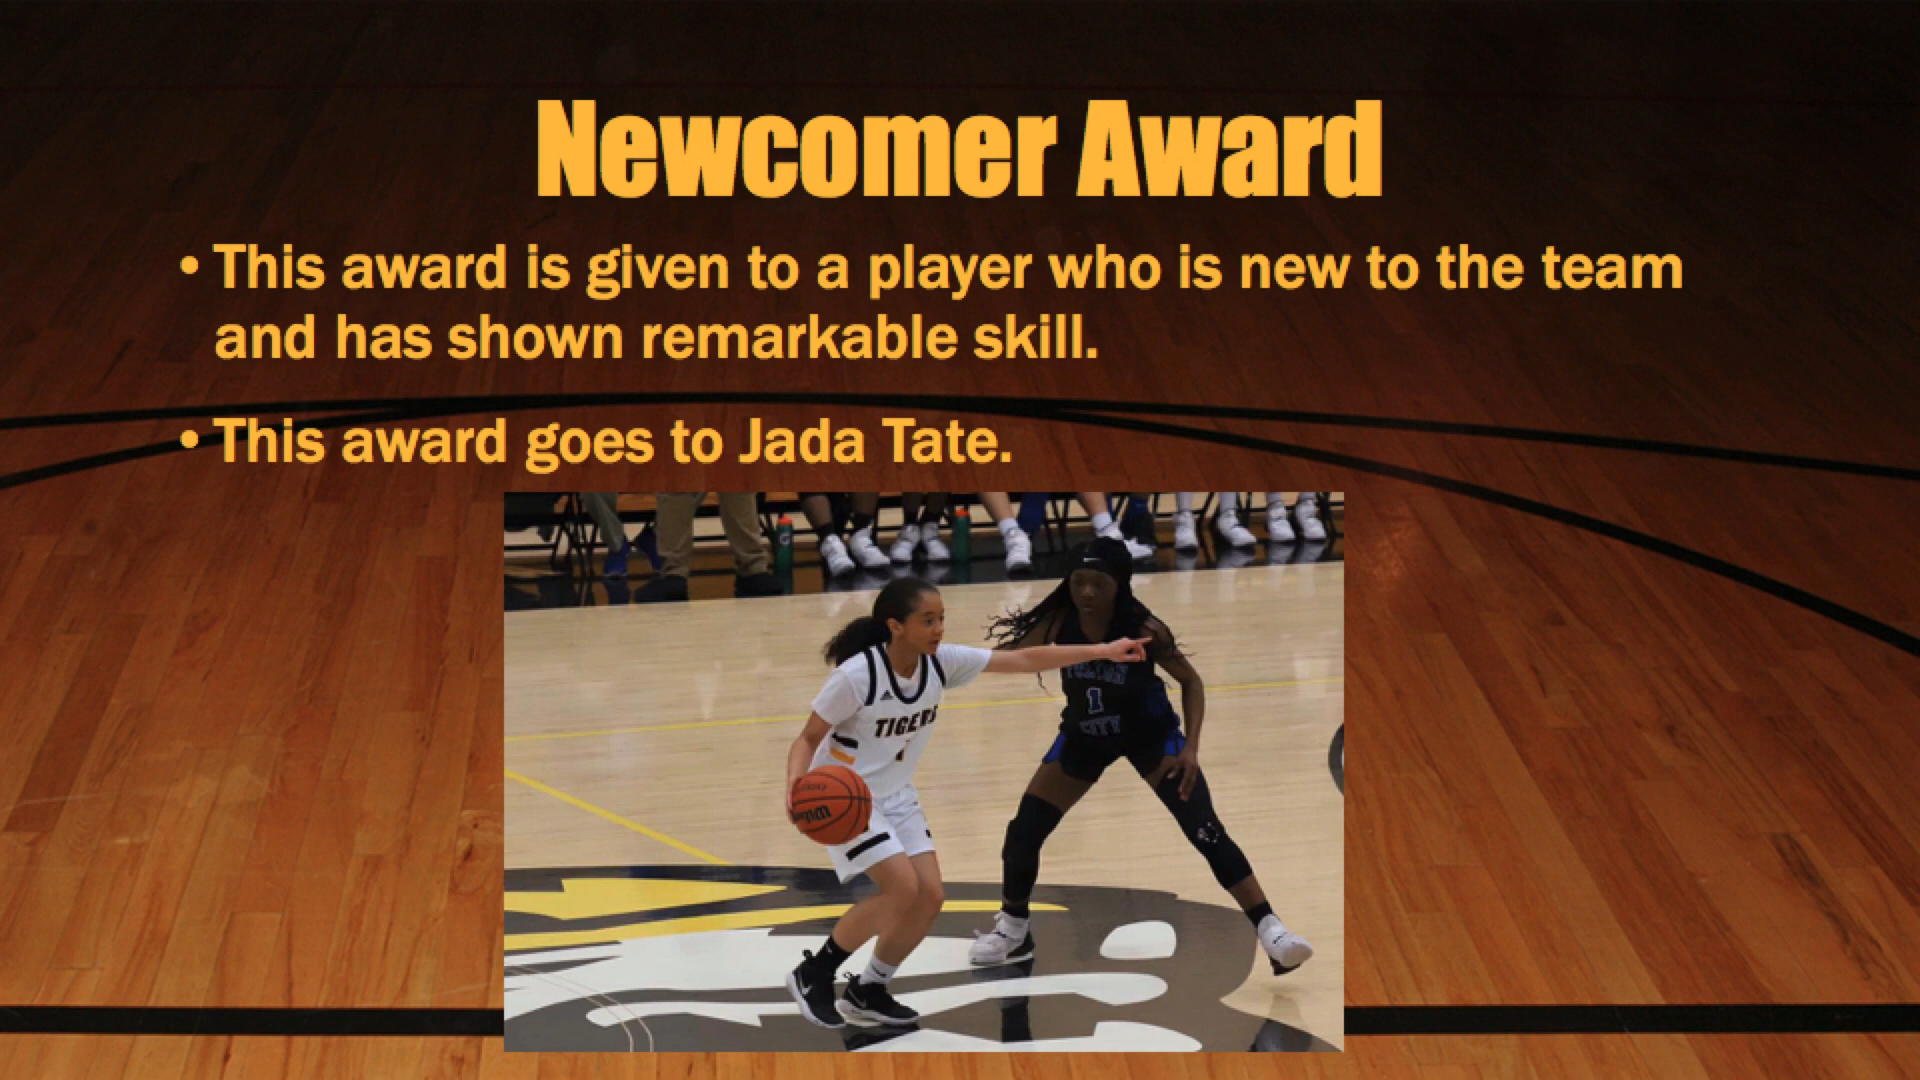 Newcomer Award
• This award is given to a player who is new to the team
and has shown remarkable skill.
• This award goes to Jada Tate.
TIGERS
1
CITY